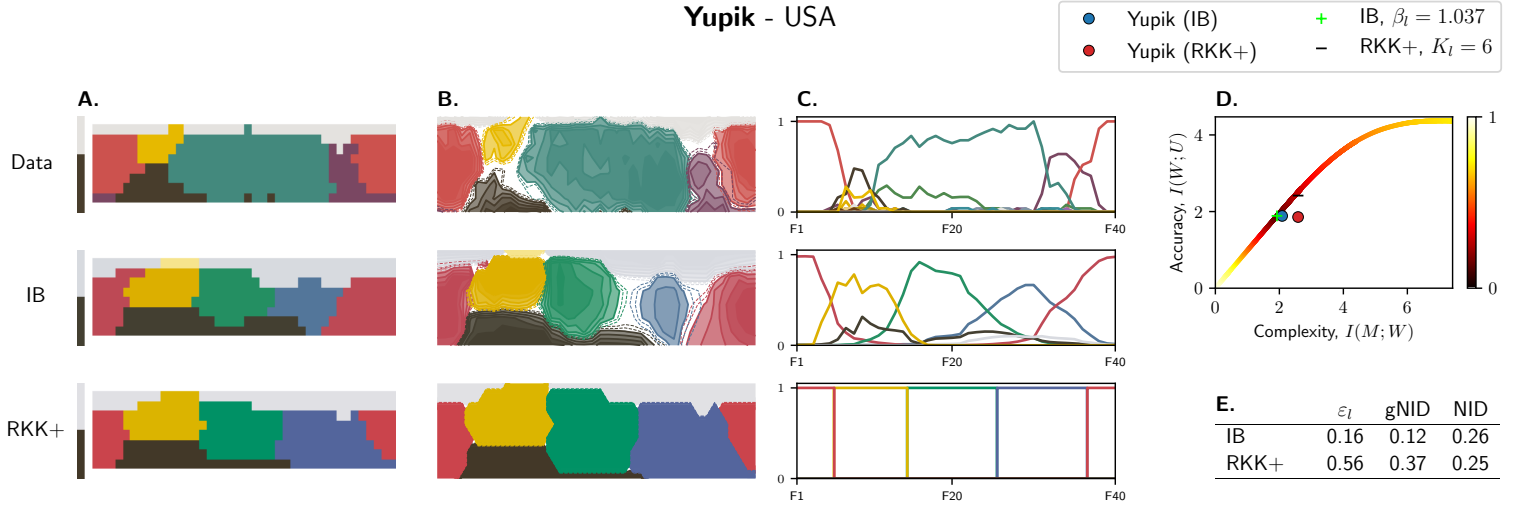 Yupik - USA
Yupik (IB)
Yupik (RKK+)
IB, βl = 1.037
RKK+, Kl = 6
A.
B.
C.
D.
Data
IB
RKK+
1
0
F1
F20
F40
1
0
F1
F20
F40
1
0
F1
F20
F40
Accuracy, I(W;U)
4
2
0
0
2
4
6
Complexity, I(M;W)
1
0
E.
εl gNID NID
IB 0.16 0.12 0.26
RKK+ 0.56 0.37 0.25